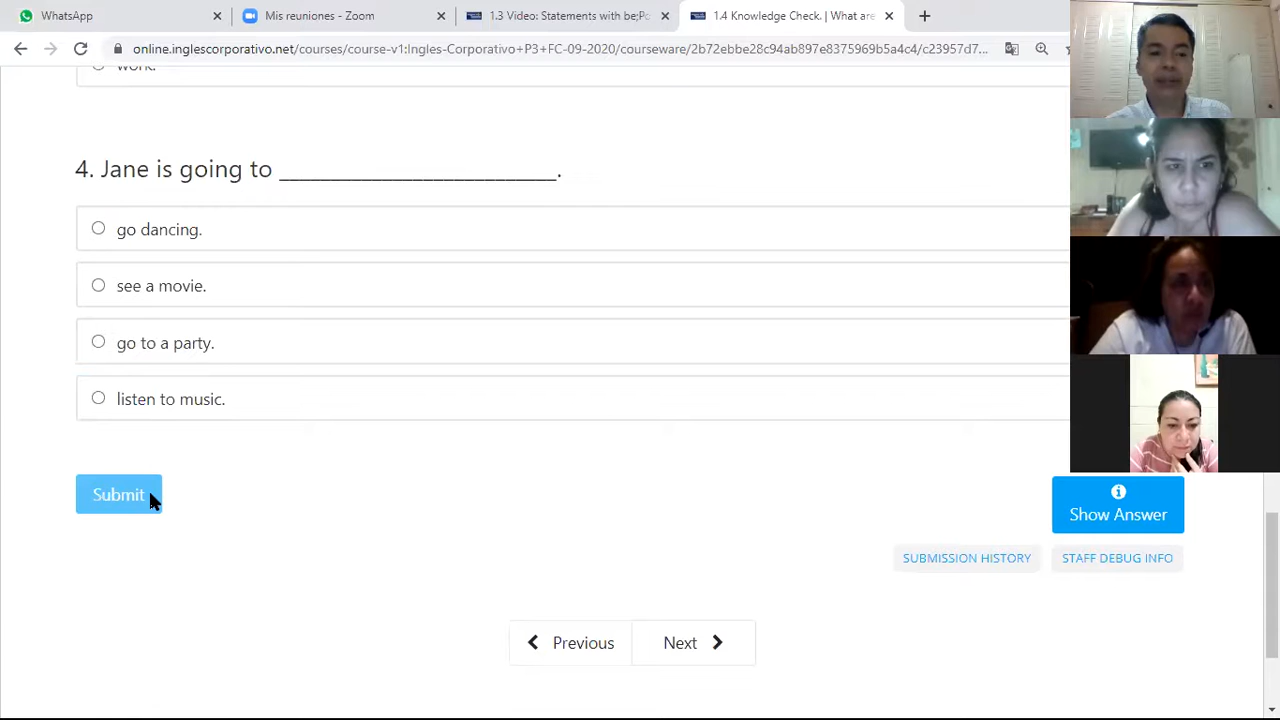 WhatsApp
Mis reuniones - Zoom
1.3 Video: Statements with be;Po
1.4 Knowledge Check. | What are
online.inglescorporativo.net/courses/course-v1:Ingles-Corporativo+P3+FC-09-2020/courseware/2b72ebbe28c94ab897e8375969b5a4c4/c23957d7...
work.
4. Jane is going to ______________________.
go dancing.
see a movie.
go to a party.
listen to music.
Submit
Show Answer
SUBMISSION HISTORY
STAFF DEBUG INFO
Previous
Next